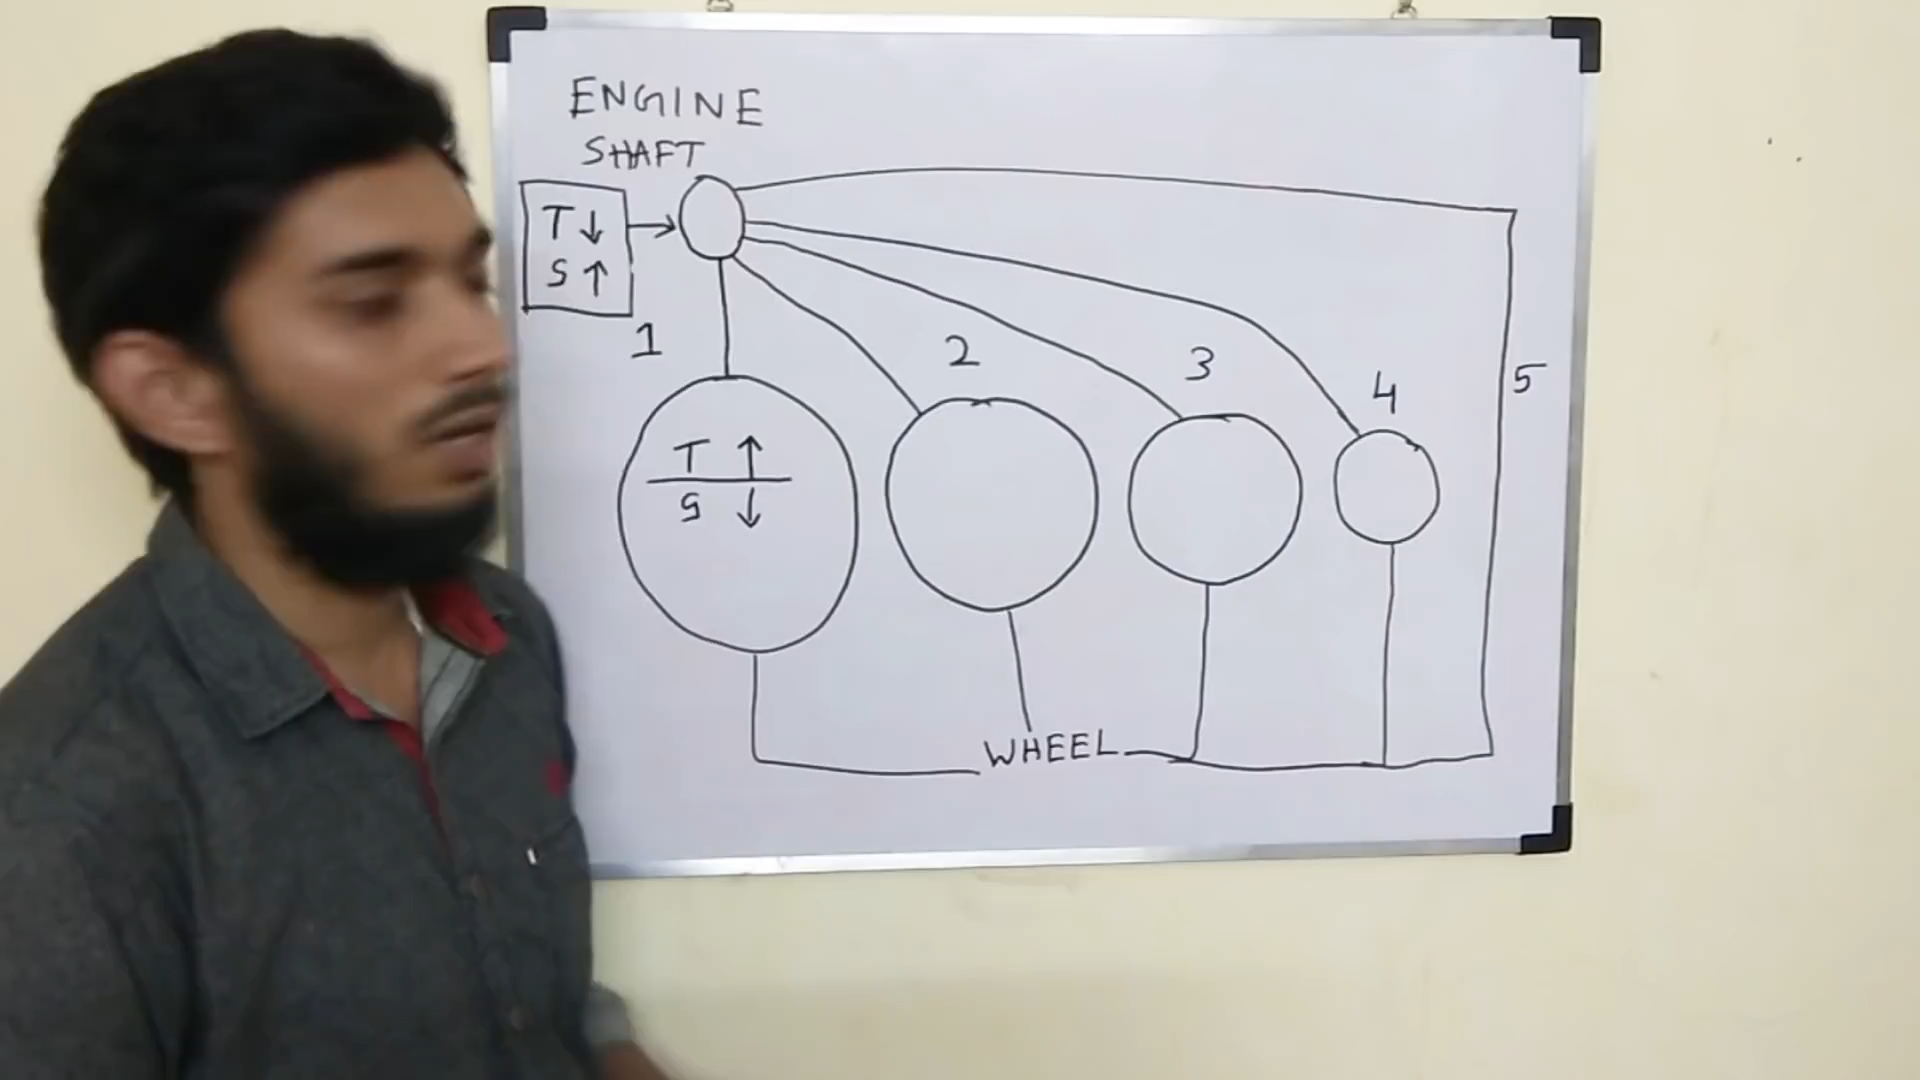 ENGINE
SHAFT
T ↓
S ↑
1
2
3
4
5
T ↑
S ↓
WHEEL